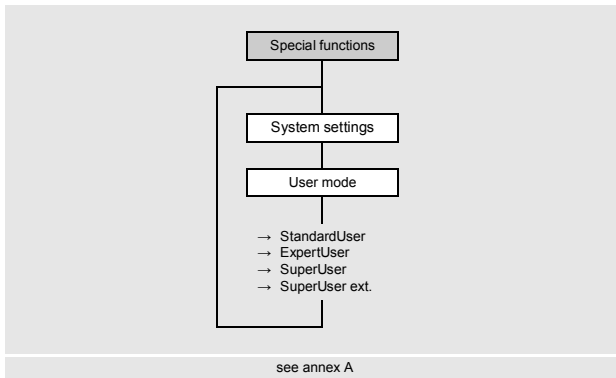 Special functions
System settings
User mode
→ StandardUser
→ ExpertUser
→ SuperUser
→ SuperUser ext.
see annex A